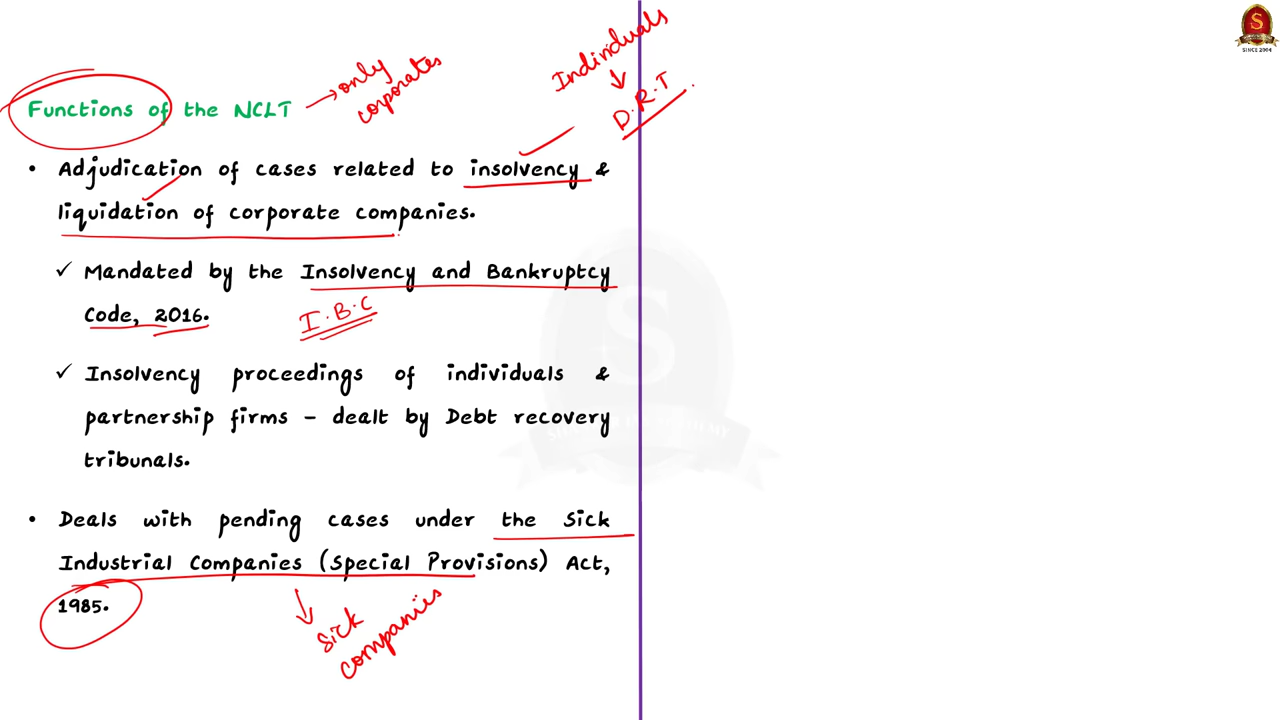 Individuals
↓
D.R.T
→ only
corporates
Functions of the NCLT
• Adjudication of cases related to insolvency &
liquidation of corporate companies.
✓ Mandated by the Insolvency and Bankruptcy
Code, 2016.
I.B.C
✓ Insolvency proceedings of individuals &
partnership firms – dealt by Debt recovery
tribunals.
• Deals with pending cases under the Sick
Industrial Companies (Special Provisions) Act,
1985.
↓
Sick
companies
S
SINCE 2004